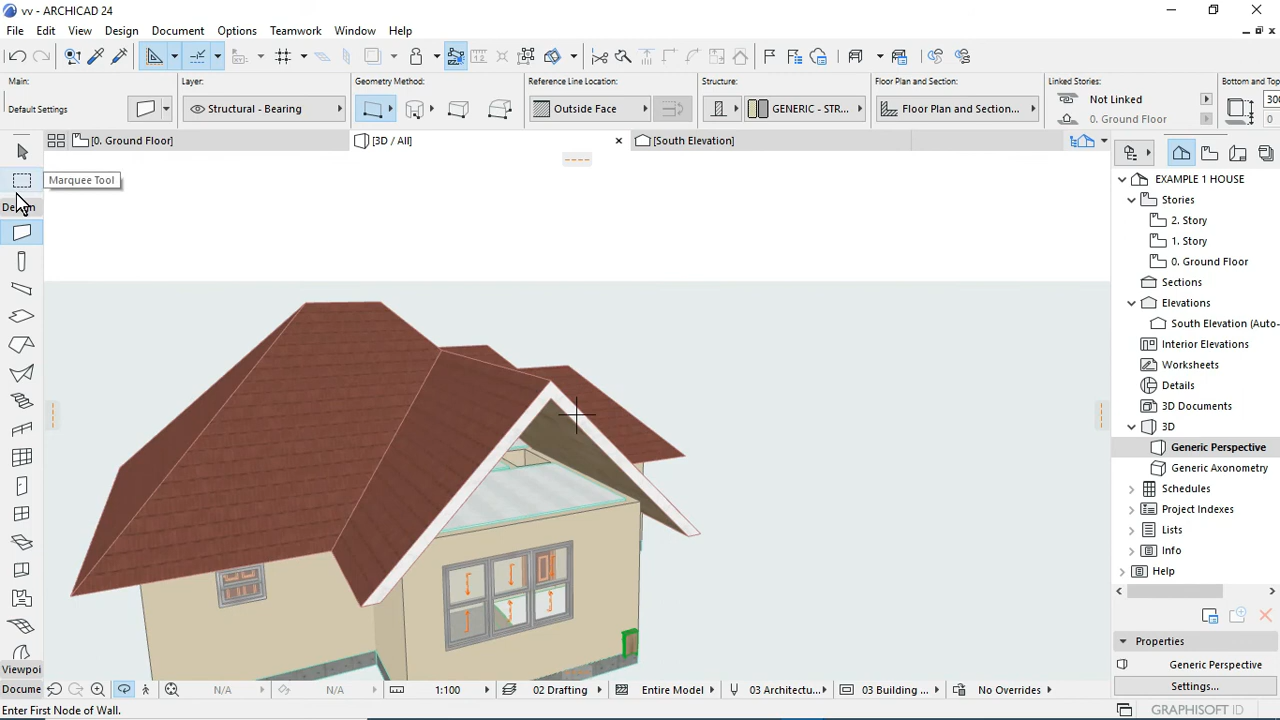 vv - ARCHICAD 24
File Edit View Design Document Options Teamwork Window Help
Main: Layer: Geometry Method: Reference Line Location: Structure: Floor Plan and Section: Linked Stories: Bottom and Top
Default Settings Structural - Bearing Outside Face GENERIC - STR... Floor Plan and Section... Not Linked 300
0. Ground Floor
[0. Ground Floor] [3D / All] [South Elevation]
Marquee Tool
EXAMPLE 1 HOUSE
Stories
2. Story
1. Story
0. Ground Floor
Sections
Elevations
South Elevation (Auto-
Interior Elevations
Worksheets
Details
3D Documents
3D
Generic Perspective
Generic Axonometry
Schedules
Project Indexes
Lists
Info
Help
Properties
Generic Perspective
Settings...
Viewpoi
Docume N/A N/A 1:100 02 Drafting Entire Model 03 Architectu... 03 Building ... No Overrides
Enter First Node of Wall.
GRAPHISOFT ID